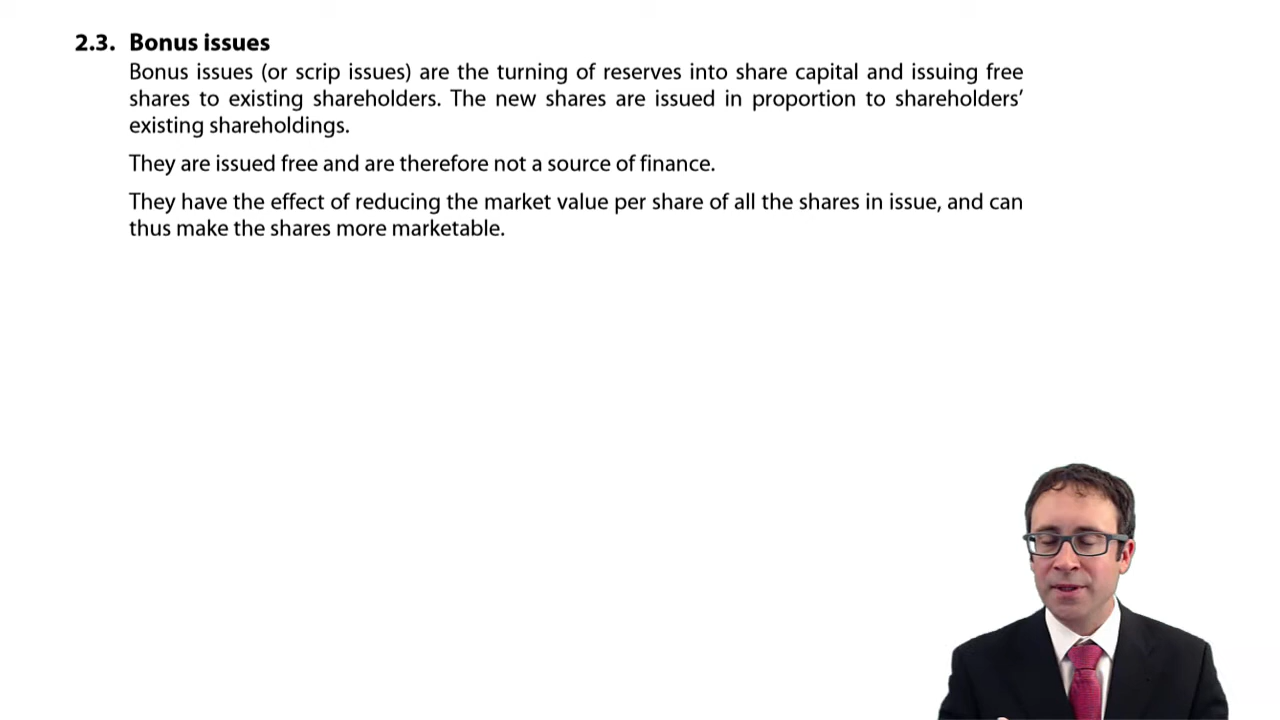 2.3. Bonus issues
Bonus issues (or scrip issues) are the turning of reserves into share capital and issuing free
shares to existing shareholders. The new shares are issued in proportion to shareholders’
existing shareholdings.
They are issued free and are therefore not a source of finance.
They have the effect of reducing the market value per share of all the shares in issue, and can
thus make the shares more marketable.